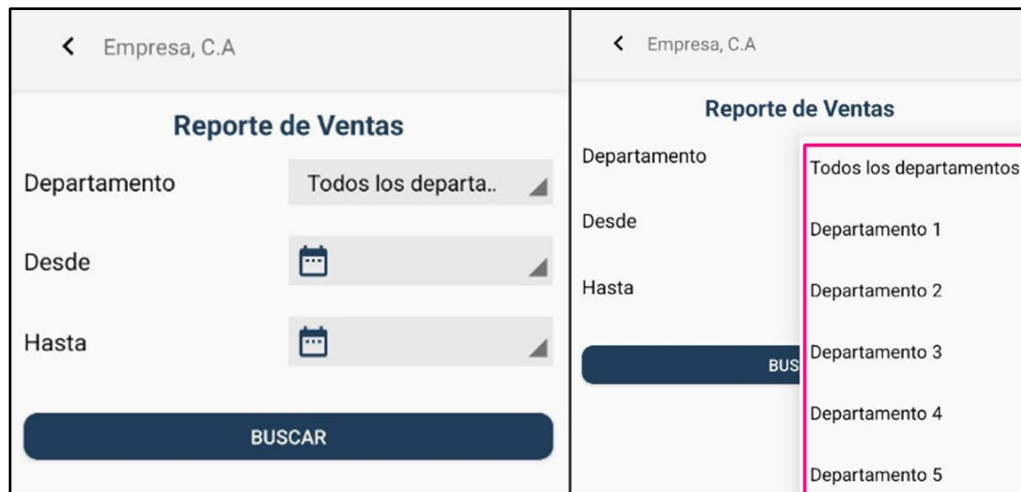 Empresa, C.A
Reporte de Ventas
Departamento
Todos los departa..
Desde
Hasta
BUSCAR
Empresa, C.A
Reporte de Ventas
Departamento
Desde
Hasta
BUS
Todos los departamentos
Departamento 1
Departamento 2
Departamento 3
Departamento 4
Departamento 5